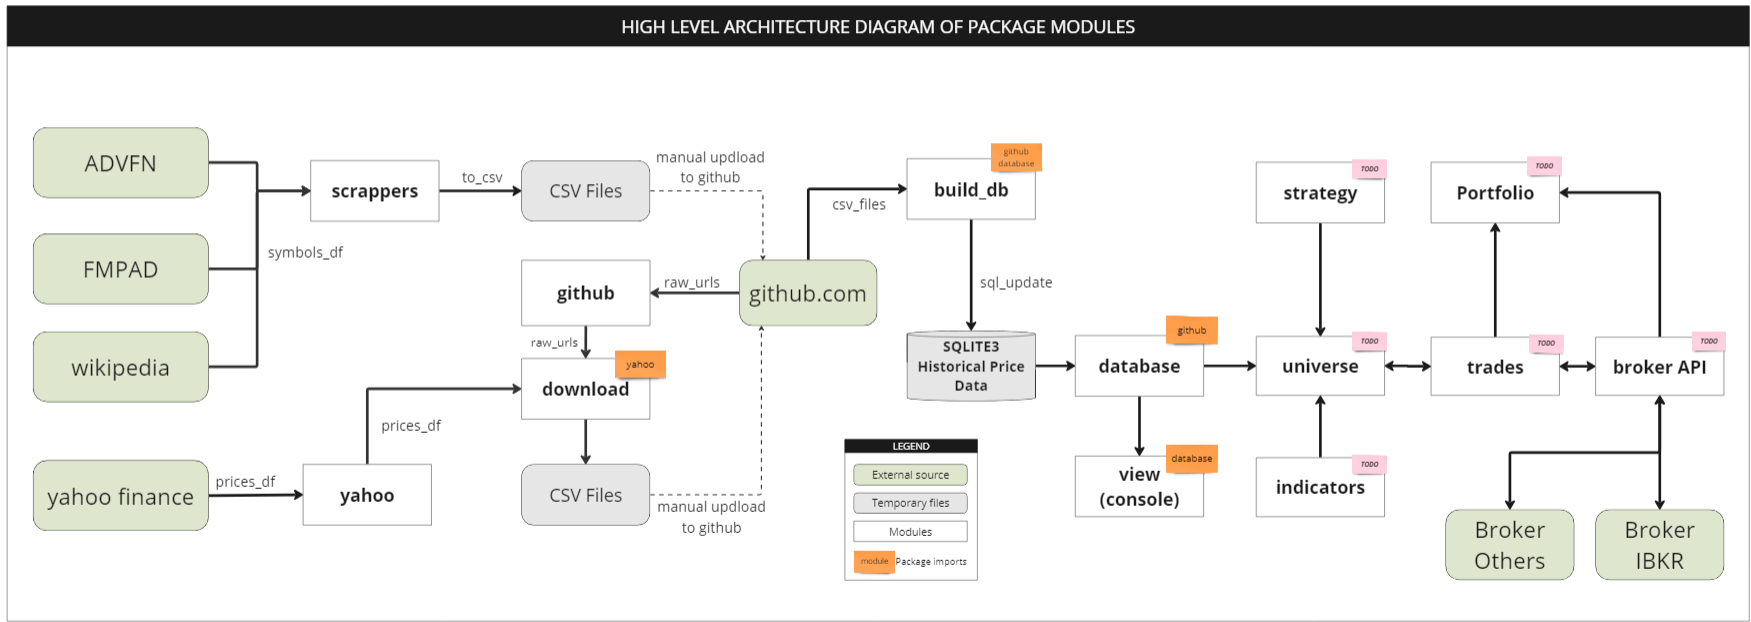 HIGH LEVEL ARCHITECTURE DIAGRAM OF PACKAGE MODULES
ADVFN
FMPAD
wikipedia
yahoo finance
symbols_df
prices_df
scrappers
yahoo
to_csv
prices_df
CSV Files
github
raw_urls
download
yahoo
CSV Files
manual updload
to github
raw_urls
github.com
manual updload
to github
csv_files
build_db
github
database
sql_update
SQLITE3
Historical Price
Data
LEGEND
External source
Temporary files
Modules
module
Package imports
database
github
view
(console)
database
strategy
TODO
universe
TODO
indicators
TODO
Portfolio
TODO
trades
TODO
broker API
TODO
Broker
Others
Broker
IBKR